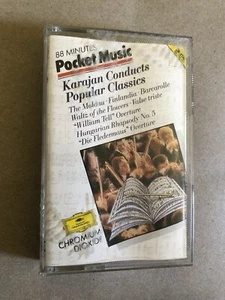 88 MINUTES
Pocket Music
Karajan Conducts
Popular Classics
The Moldau · Finlandia · Barcarolle
Waltz of the Flowers · Valse triste
"William Tell" Overture
Hungarian Rhapsody No. 5
"Die Fledermaus" Overture
CHROMIUM
DIOXIDE